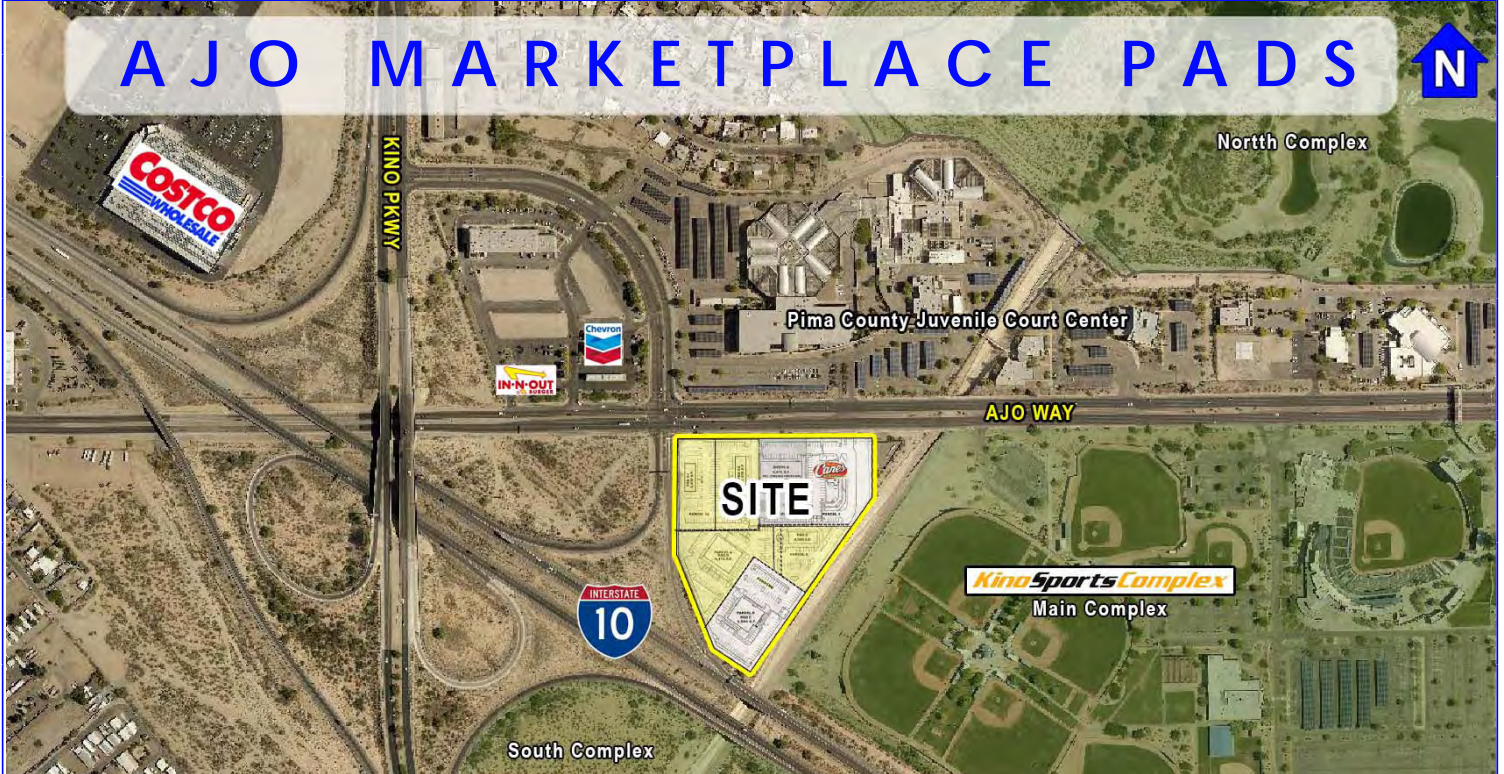 AJO MARKETPLACE PADS
N
Nortth Complex
KINO PKWY
COSTCO
WHOLESALE
Chevron
Pima County Juvenile Court Center
IN-N-OUT
BURGER
AJO WAY
Canes
SITE
KinoSportsComplex
Main Complex
INTERSTATE
10
South Complex